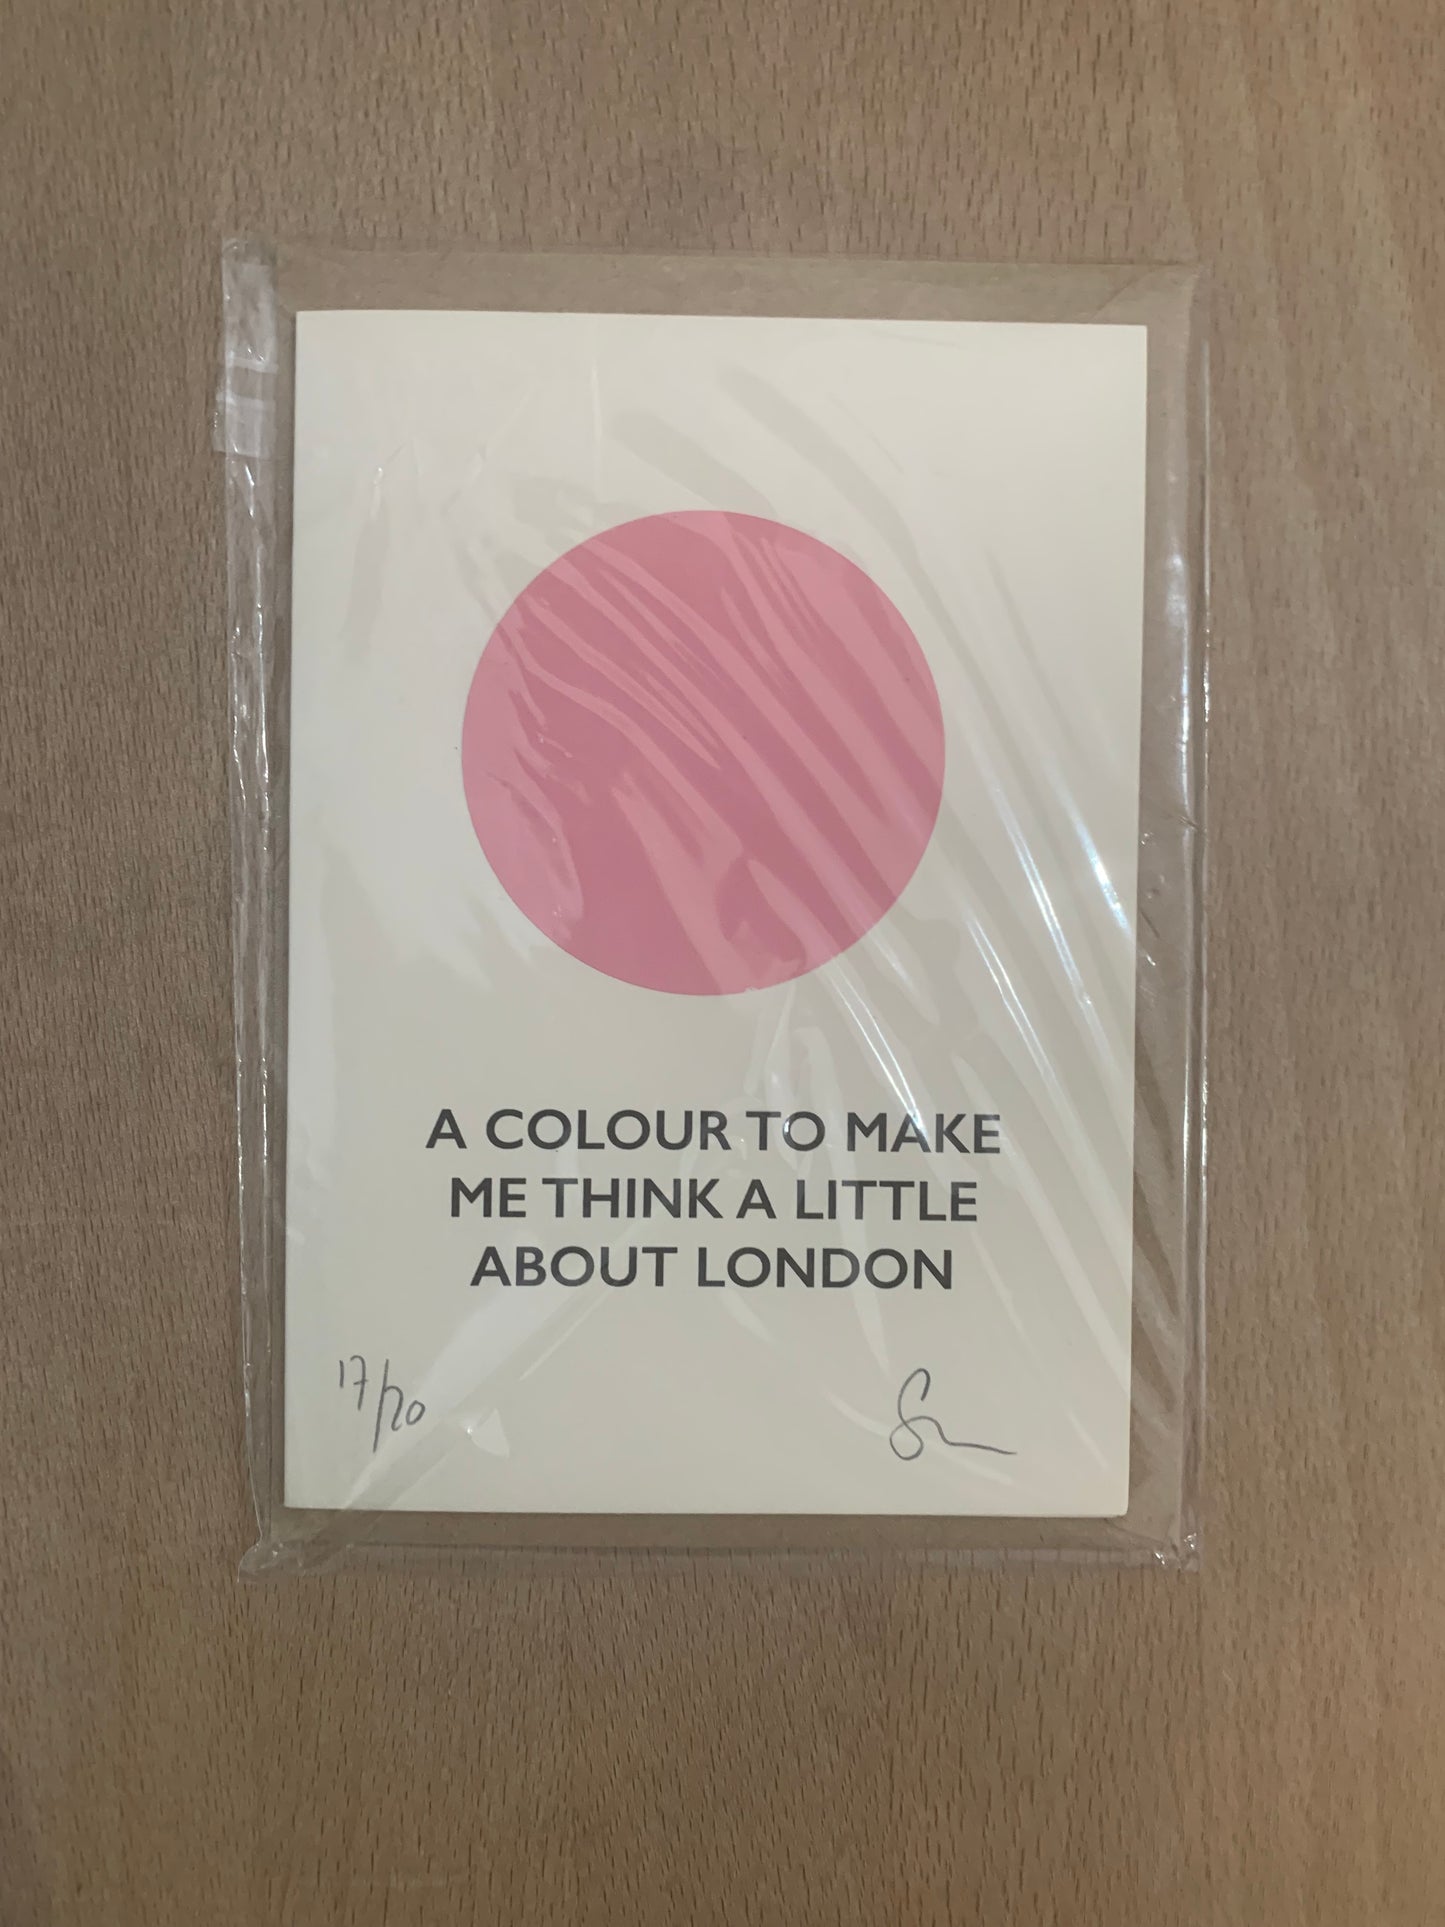 A COLOUR TO MAKE
ME THINK A LITTLE
ABOUT LONDON
17/20